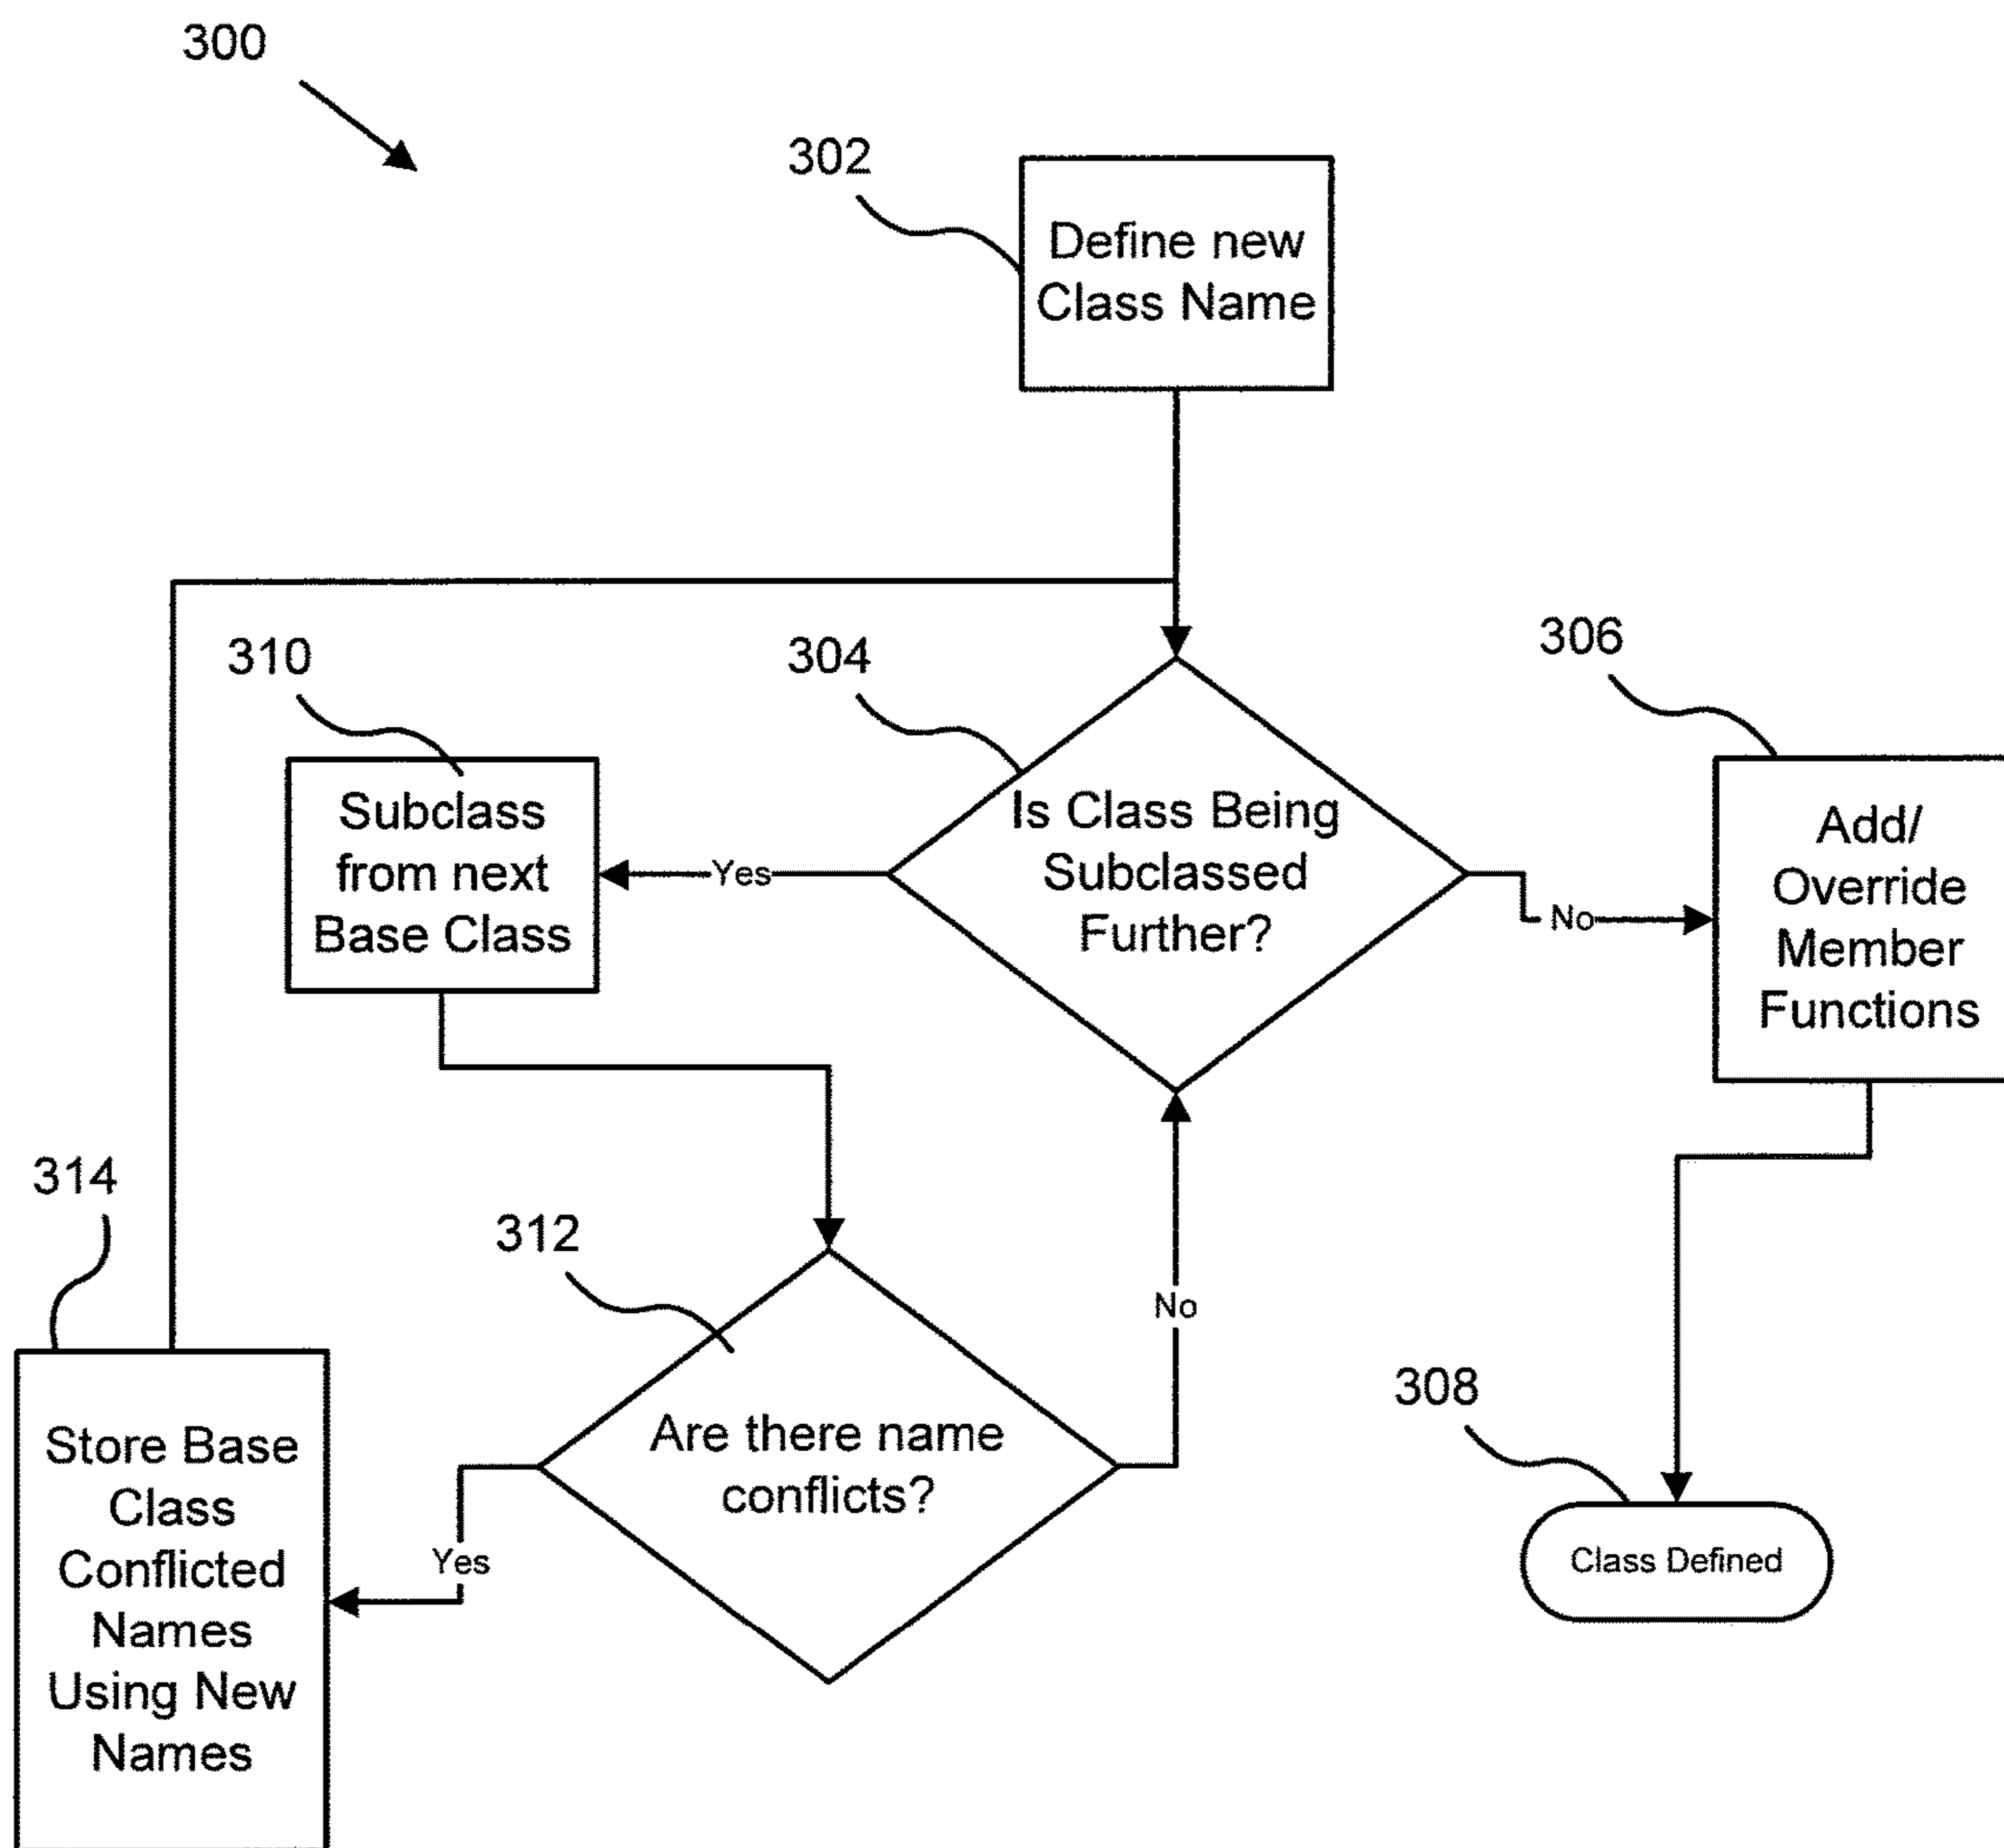 300
302
Define new
Class Name
310
304
306
Subclass
from next
Base Class
Yes
Is Class Being
Subclassed
Further?
No
Add/
Override
Member
Functions
314
312
No
308
Store Base
Class
Conflicted
Names
Using New
Names
Yes
Are there name
conflicts?
Class Defined